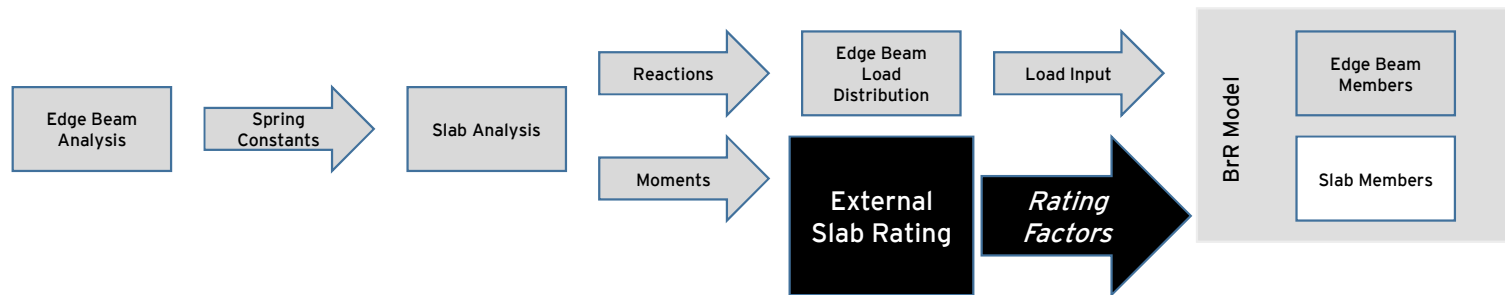 Edge Beam
Analysis
Spring
Constants
Slab Analysis
Reactions
Moments
Edge Beam
Load
Distribution
External
Slab Rating
Load Input
Rating
Factors
BrR Model
Edge Beam
Members
Slab Members